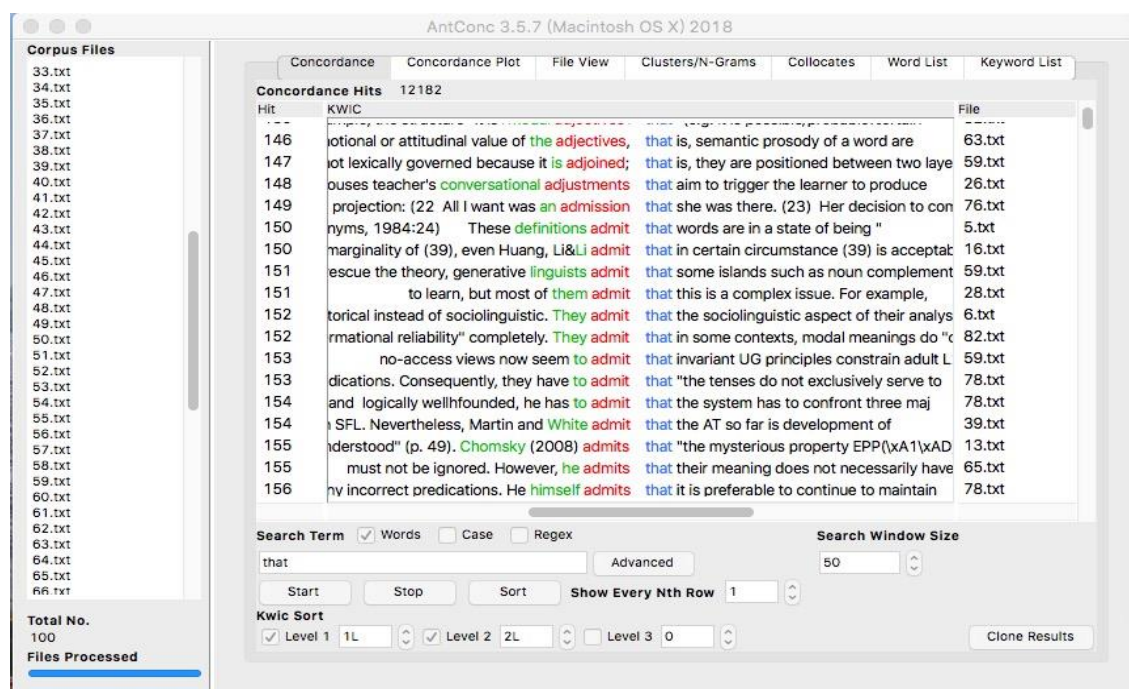 AntConc 3.5.7 (Macintosh OS X) 2018
Corpus Files
33.txt
34.txt
35.txt
36.txt
37.txt
38.txt
39.txt
40.txt
41.txt
42.txt
43.txt
44.txt
45.txt
46.txt
47.txt
48.txt
49.txt
50.txt
51.txt
52.txt
53.txt
54.txt
55.txt
56.txt
57.txt
58.txt
59.txt
60.txt
61.txt
62.txt
63.txt
64.txt
65.txt
66.txt
Total No.
100
Files Processed
Concordance Concordance Plot File View Clusters/N-Grams Collocates Word List Keyword List
Concordance Hits 12182
Hit KWIC File
146 otional or attitudinal value of the adjectives, that is, semantic prosody of a word are 63.txt
147 ot lexically governed because it is adjoined; that is, they are positioned between two laye 59.txt
148 ouses teacher's conversational adjustments that aim to trigger the learner to produce 26.txt
149 projection: (22 All I want was an admission that she was there. (23) Her decision to com 76.txt
150 nyms, 1984:24) These definitions admit that words are in a state of being " 5.txt
150 marginality of (39), even Huang, Li&Li admit that in certain circumstance (39) is acceptab 16.txt
151 escue the theory, generative linguists admit that some islands such as noun complement 59.txt
151 to learn, but most of them admit that this is a complex issue. For example, 28.txt
152 torical instead of sociolinguistic. They admit that the sociolinguistic aspect of their analys 6.txt
152 rmational reliability" completely. They admit that in some contexts, modal meanings do "c 82.txt
153 no-access views now seem to admit that invariant UG principles constrain adult L 59.txt
153 dications. Consequently, they have to admit that "the tenses do not exclusively serve to 78.txt
154 and logically wellhfounded, he has to admit that the system has to confront three maj 78.txt
154 SFL. Nevertheless, Martin and White admit that the AT so far is development of 39.txt
155 nderstood" (p. 49). Chomsky (2008) admits that "the mysterious property EPP(\xA1\xAD 13.txt
155 must not be ignored. However, he admits that their meaning does not necessarily have 65.txt
156 ny incorrect predications. He himself admits that it is preferable to continue to maintain 78.txt
Search Term Words Case Regex Search Window Size
that Advanced 50
Start Stop Sort Show Every Nth Row 1
Kwic Sort
Level 1 1L Level 2 2L Level 3 0 Clone Results